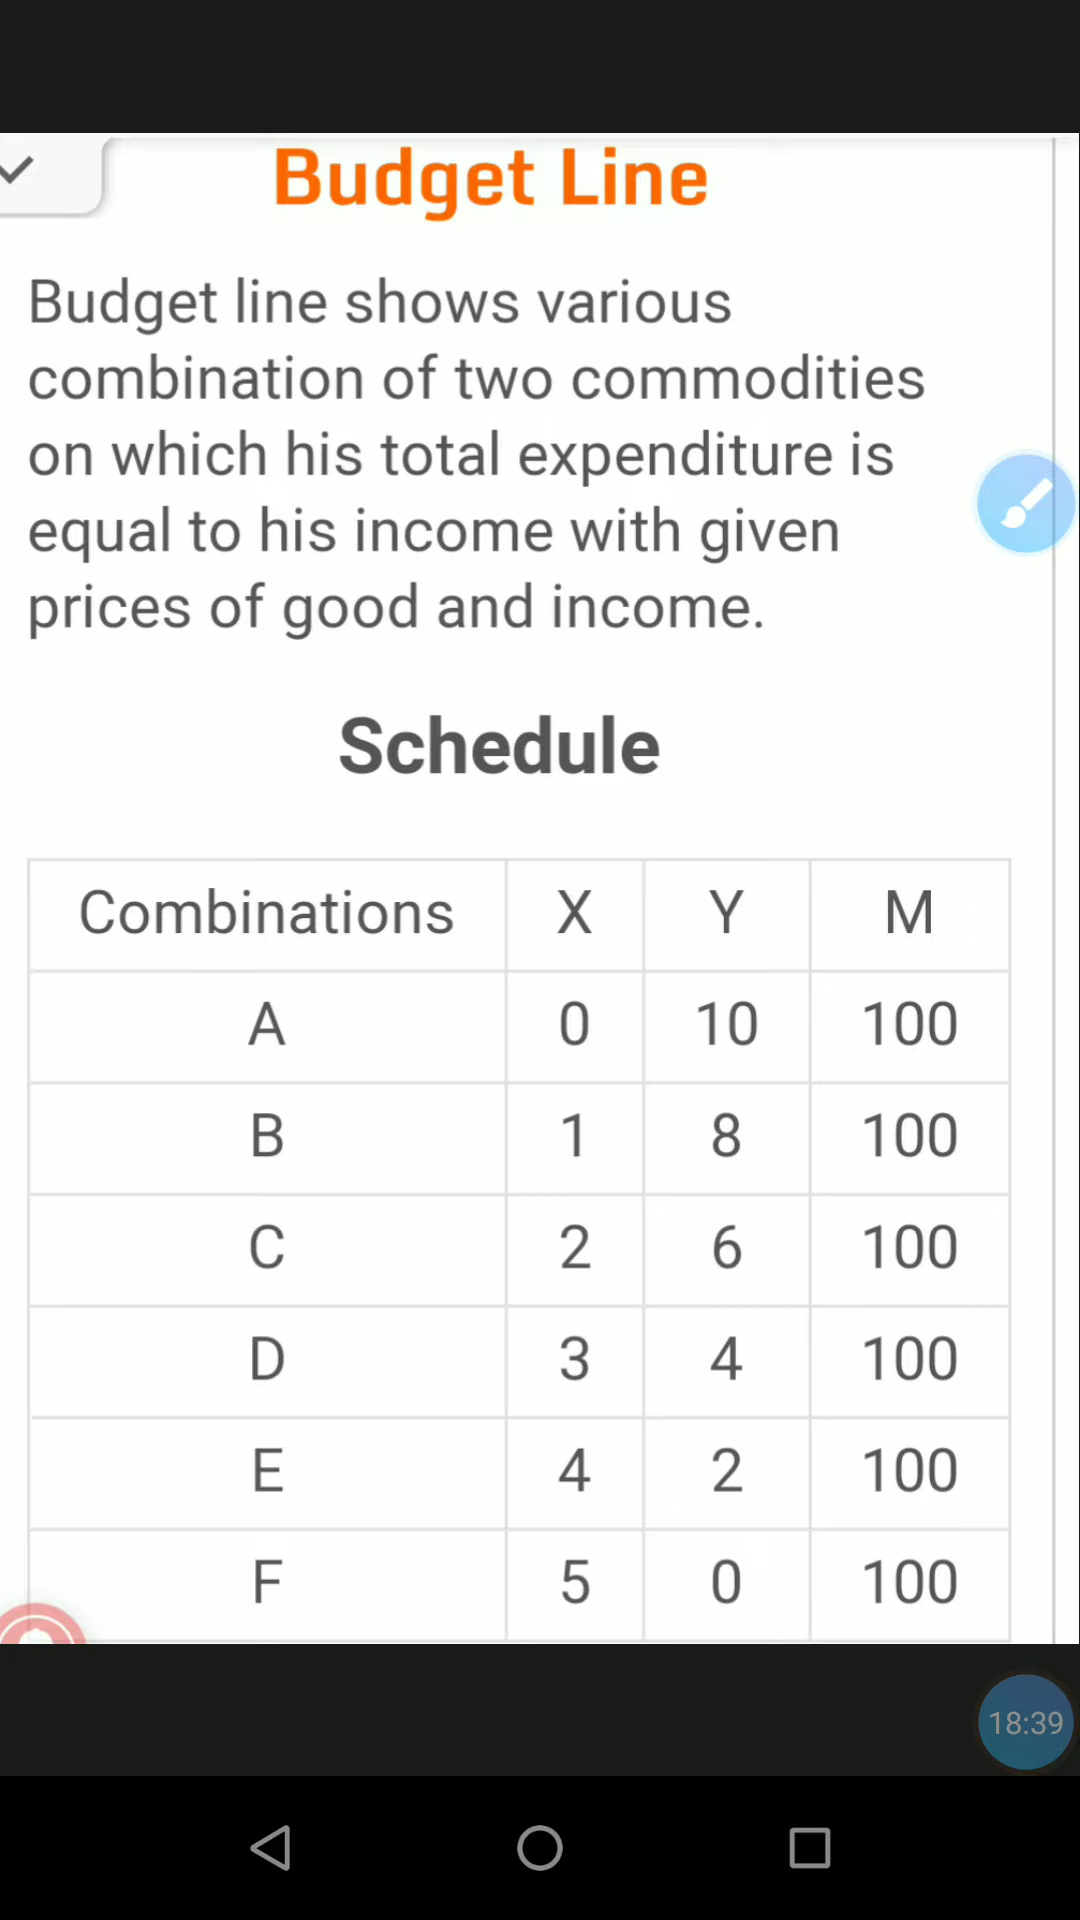 Budget Line
Budget line shows various
combination of two commodities
on which his total expenditure is
equal to his income with given
prices of good and income.
Schedule
Combinations X Y M
A 0 10 100
B 1 8 100
C 2 6 100
D 3 4 100
E 4 2 100
F 5 0 100
18:39